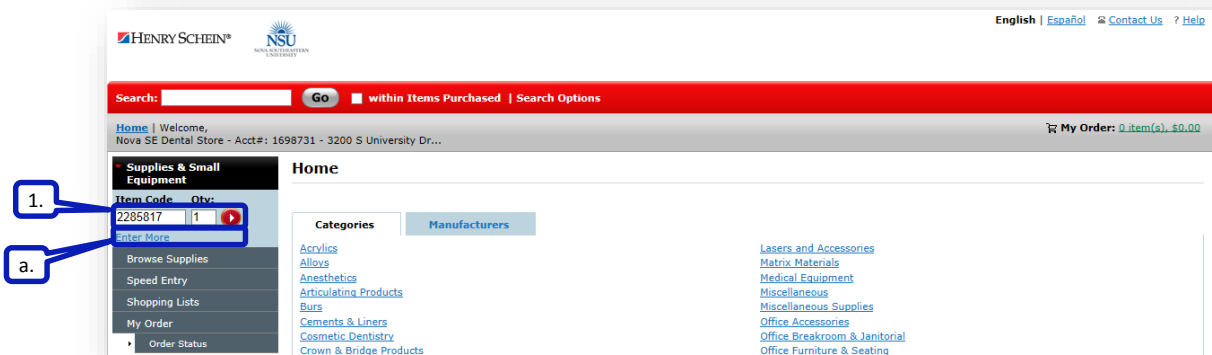 English | Español Contact Us ? Help
HENRY SCHEIN®
NSU
NOVA SOUTHEASTERN
UNIVERSITY
Search: Go within Items Purchased | Search Options
Home | Welcome,
Nova SE Dental Store - Acct#: 1698731 - 3200 S University Dr...
My Order: 0 item(s), $0.00
Supplies & Small
Equipment
Home
1.
Item Code Qty:
2285817 1
Enter More
a.
Browse Supplies
Speed Entry
Shopping Lists
My Order
Order Status
Categories Manufacturers
Acrylics
Alloys
Anesthetics
Articulating Products
Burs
Cements & Liners
Cosmetic Dentistry
Crown & Bridge Products
Lasers and Accessories
Matrix Materials
Medical Equipment
Miscellaneous
Miscellaneous Supplies
Office Accessories
Office Breakroom & Janitorial
Office Furniture & Seating